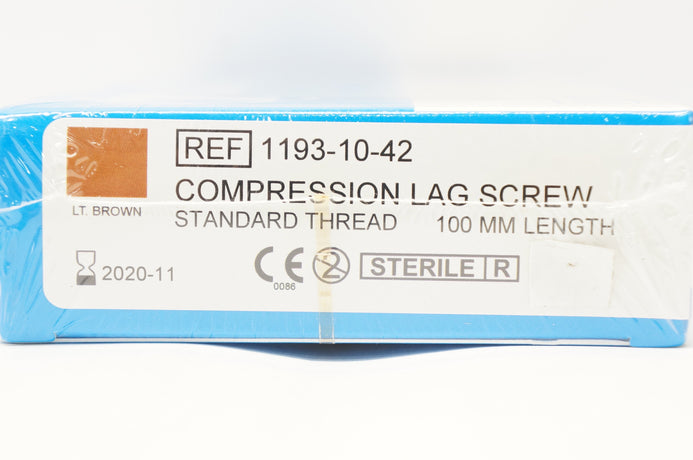 REF 1193-10-42
LT. BROWN
COMPRESSION LAG SCREW
STANDARD THREAD 100 MM LENGTH
2020-11
CE 0086
2
STERILE R